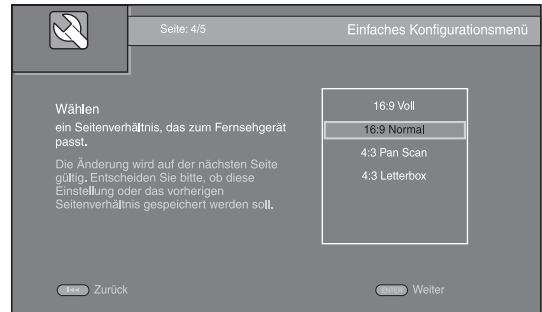 Seite: 4/5
Einfaches Konfigurationsmenü
Wählen
ein Seitenverhältnis, das zum Fernsehgerät
passt.
Die Änderung wird auf der nächsten Seite
gültig. Entscheiden Sie bitte, ob diese
Einstellung oder das vorherigen
Seitenverhältnis gespeichert werden soll.
16:9 Voll
16:9 Normal
4:3 Pan Scan
4:3 Letterbox
Zurück
ENTER Weiter